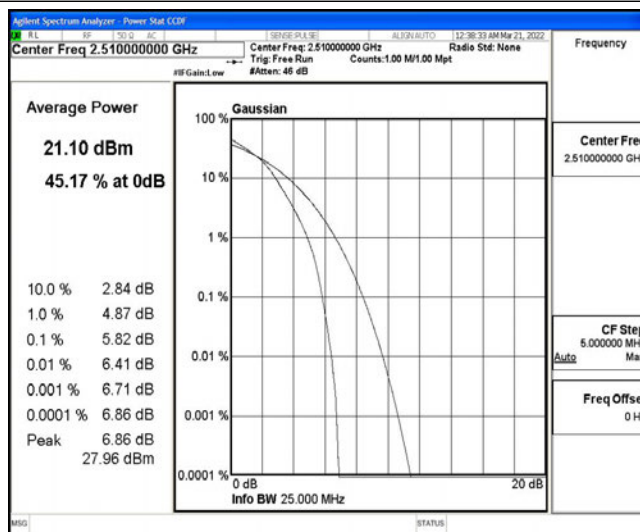 Agilent Spectrum Analyzer - Power Stat CCDF
RL RF 50 Ω AC SENSE:PULSE ALIGN AUTO 12:38:33 AM Mar 21, 2022
Center Freq 2.510000000 GHz
Center Freq: 2.510000000 GHz Radio Std: None
Trig: Free Run Counts:1.00 M/1.00 Mpt
#IFGain:Low #Atten: 46 dB
Frequency
Average Power
21.10 dBm
45.17 % at 0dB
10.0 % 2.84 dB
1.0 % 4.87 dB
0.1 % 5.82 dB
0.01 % 6.41 dB
0.001 % 6.71 dB
0.0001 % 6.86 dB
Peak 6.86 dB
27.96 dBm
Gaussian
100 %
10 %
1 %
0.1 %
0.01 %
0.001 %
0.0001 %
0 dB 20 dB
Info BW 25.000 MHz
Center Fre
2.510000000 GH
CF Ste
5.000000 MH
Auto Ma
Freq Offse
0 H
MSG STATUS